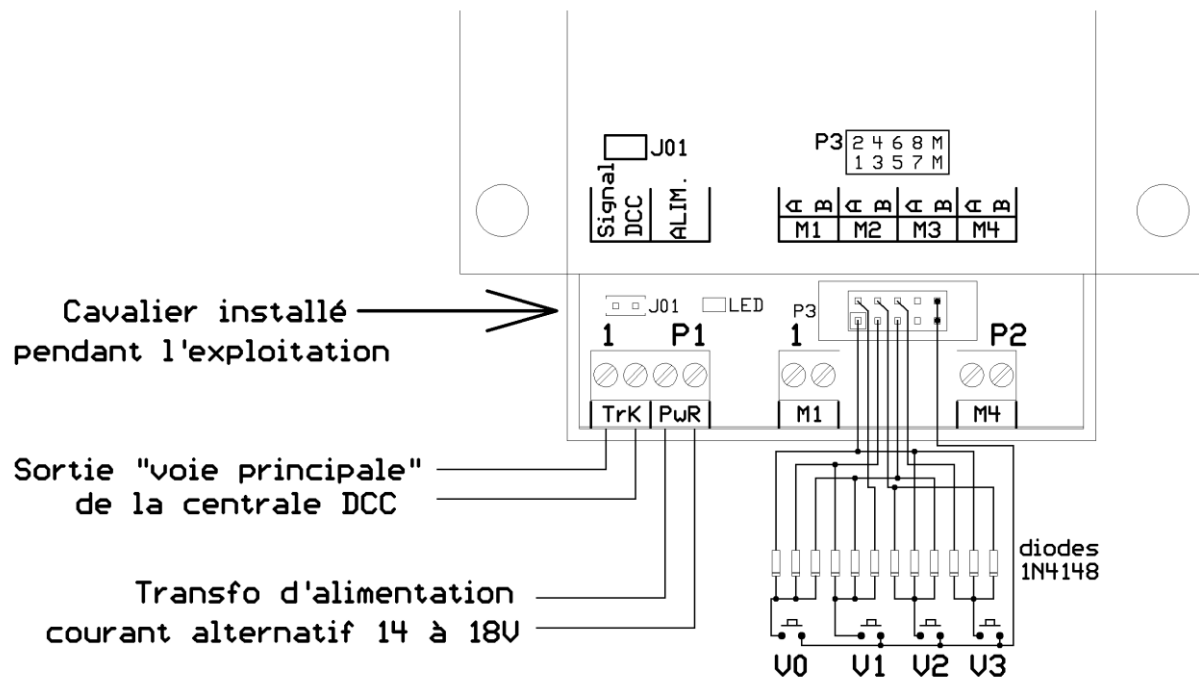 J01
P3 2 4 6 8 M
1 3 5 7 M
Signal
DCC
ALIM.
A B A B A B A B
M1 M2 M3 M4
J01 LED P3
Cavalier installé
pendant l'exploitation
1 P1 1 P2
TrK PwR M1 M4
Sortie "voie principale"
de la centrale DCC
diodes
1N4148
Transfo d'alimentation
courant alternatif 14 à 18V
V0 V1 V2 V3